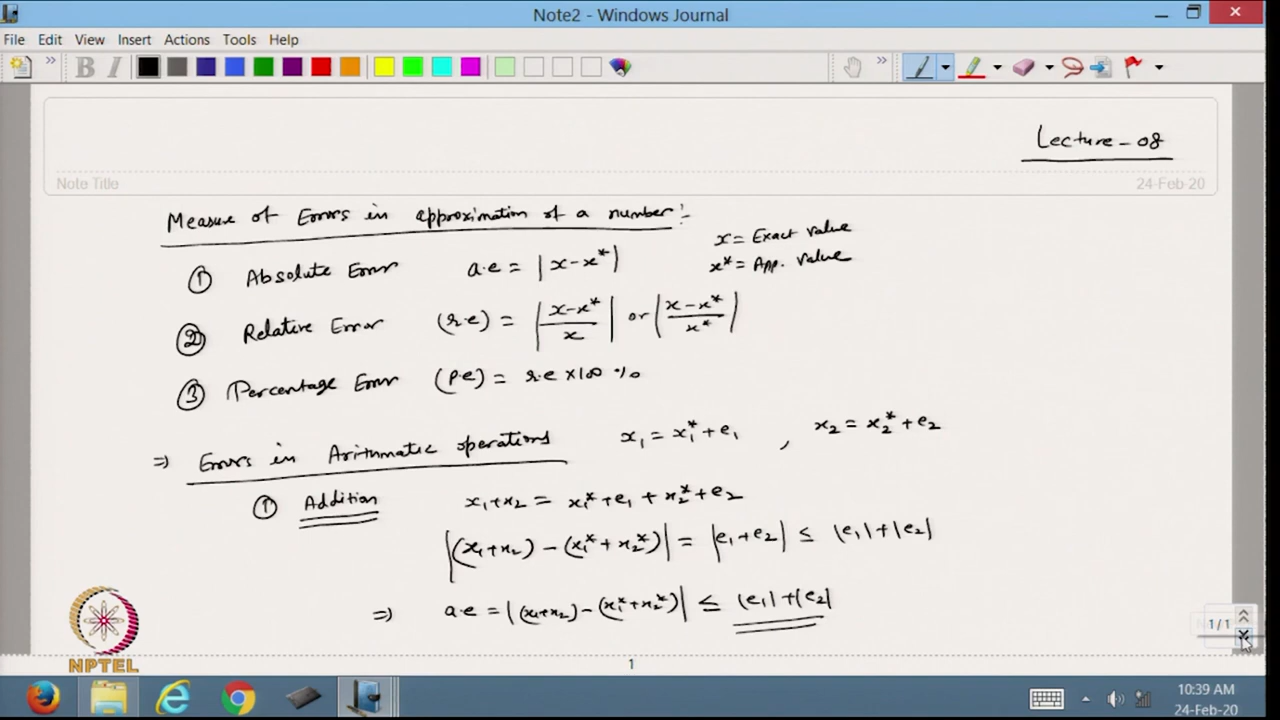 Note2 - Windows Journal
File Edit View Insert Actions Tools Help
Lecture-08
Note Title
24-Feb-20
Measure of Errors in approximation of a number:-
x = Exact value
x* = App. value
① Absolute Error a.e = |x-x*|
② Relative Error (r.e) = |x-x*/x| or |x-x*/x*|
③ Percentage Error (p.e) = r.e × 100 %
⇒ Errors in Arithmatic operations x₁ = x₁* + e₁ , x₂ = x₂* + e₂
① Addition x₁+x₂ = x₁*+e₁ + x₂*+e₂
|(x₁+x₂) - (x₁*+x₂*)| = |e₁+e₂| ≤ |e₁|+|e₂|
⇒ a.e = |(x₁+x₂) - (x₁*+x₂*)| ≤ |e₁|+|e₂|
1/1
NPTEL
1
10:39 AM
24-Feb-20